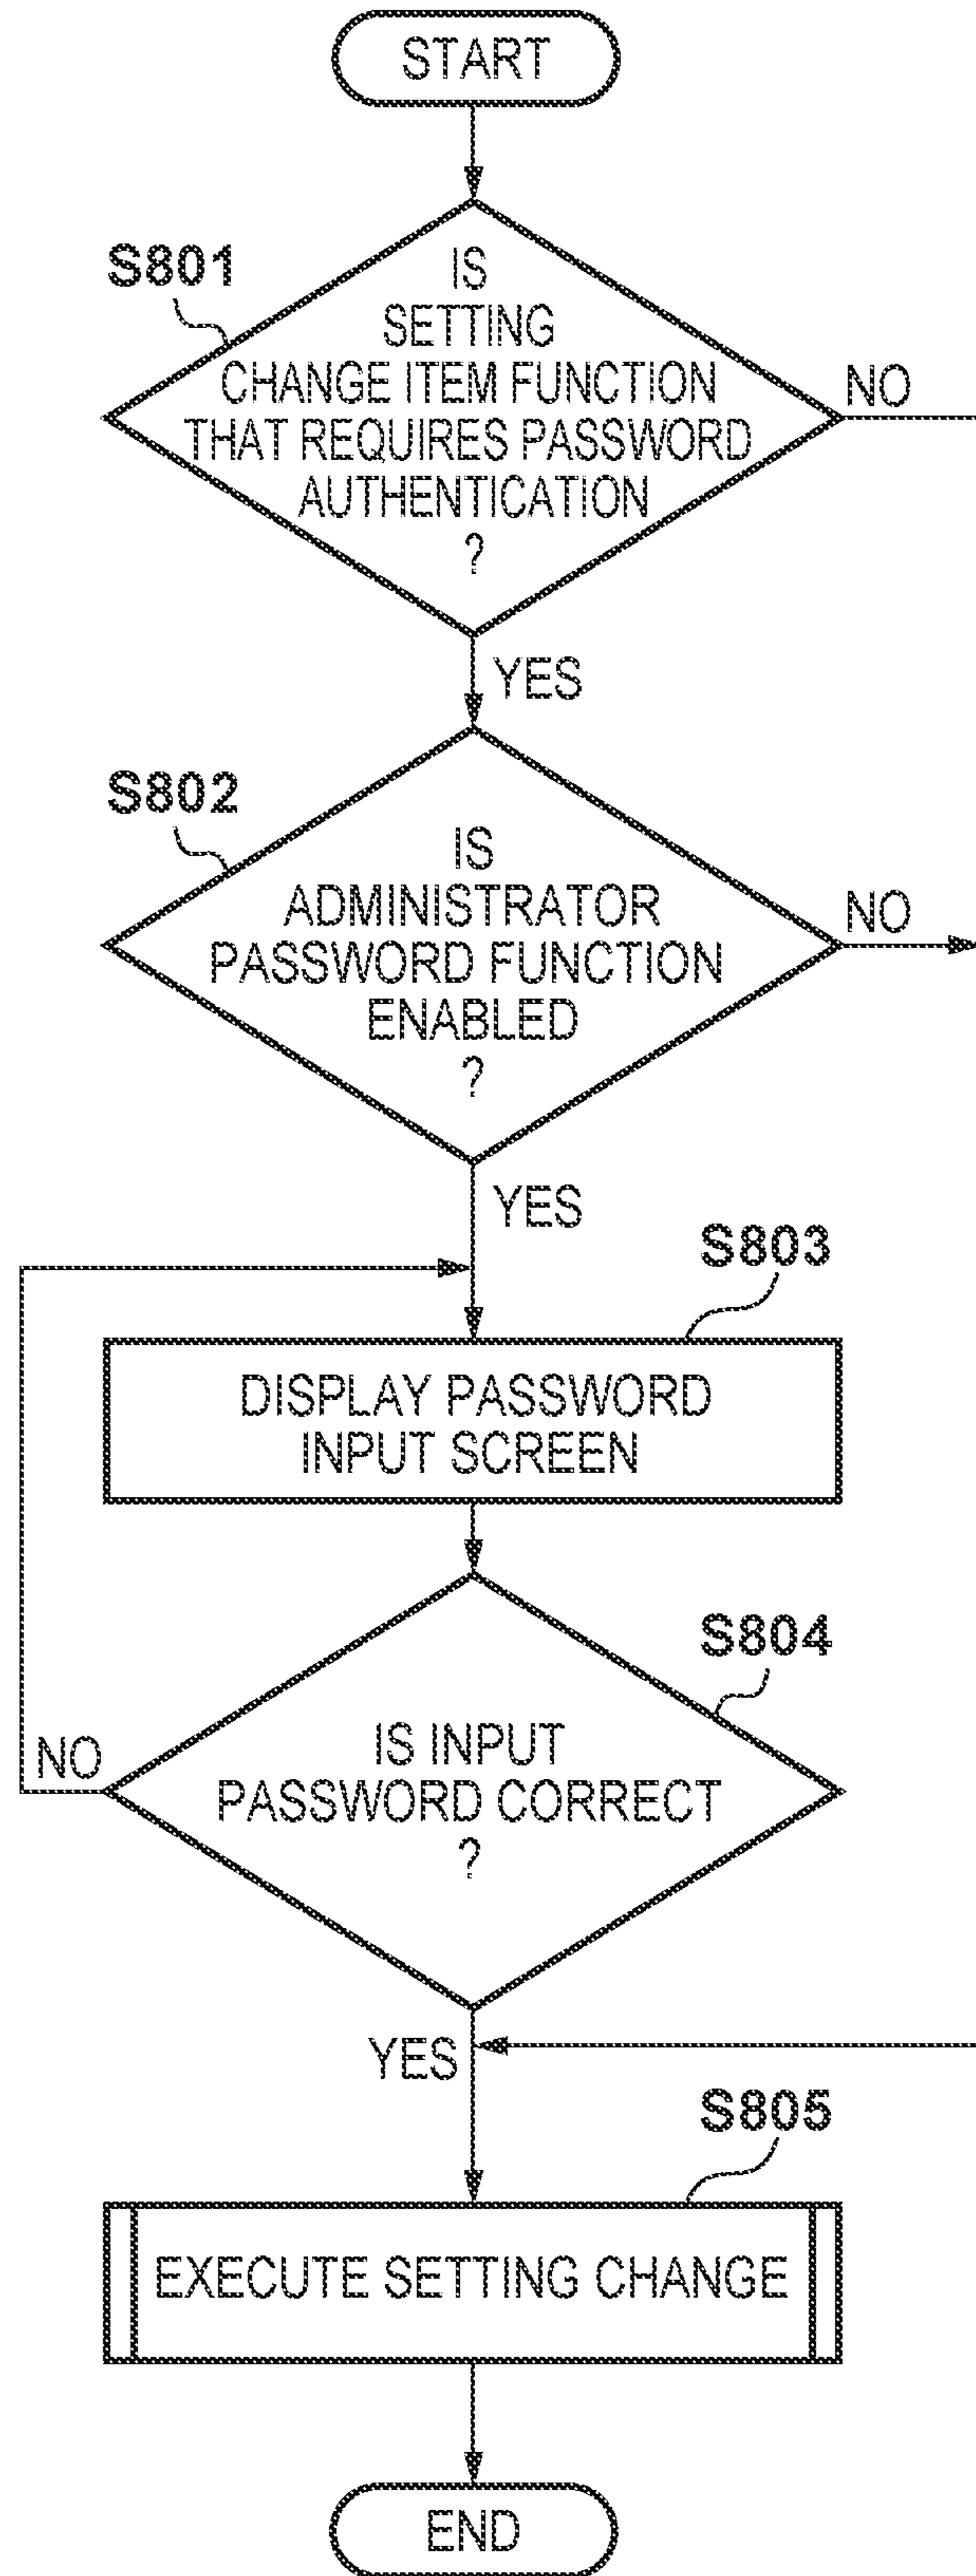 START
S801
IS
SETTING
CHANGE ITEM FUNCTION
THAT REQUIRES PASSWORD
AUTHENTICATION
?
NO
YES
S802
IS
ADMINISTRATOR
PASSWORD FUNCTION
ENABLED
?
NO
YES
S803
DISPLAY PASSWORD
INPUT SCREEN
S804
IS INPUT
PASSWORD CORRECT
?
NO
YES
S805
EXECUTE SETTING CHANGE
END